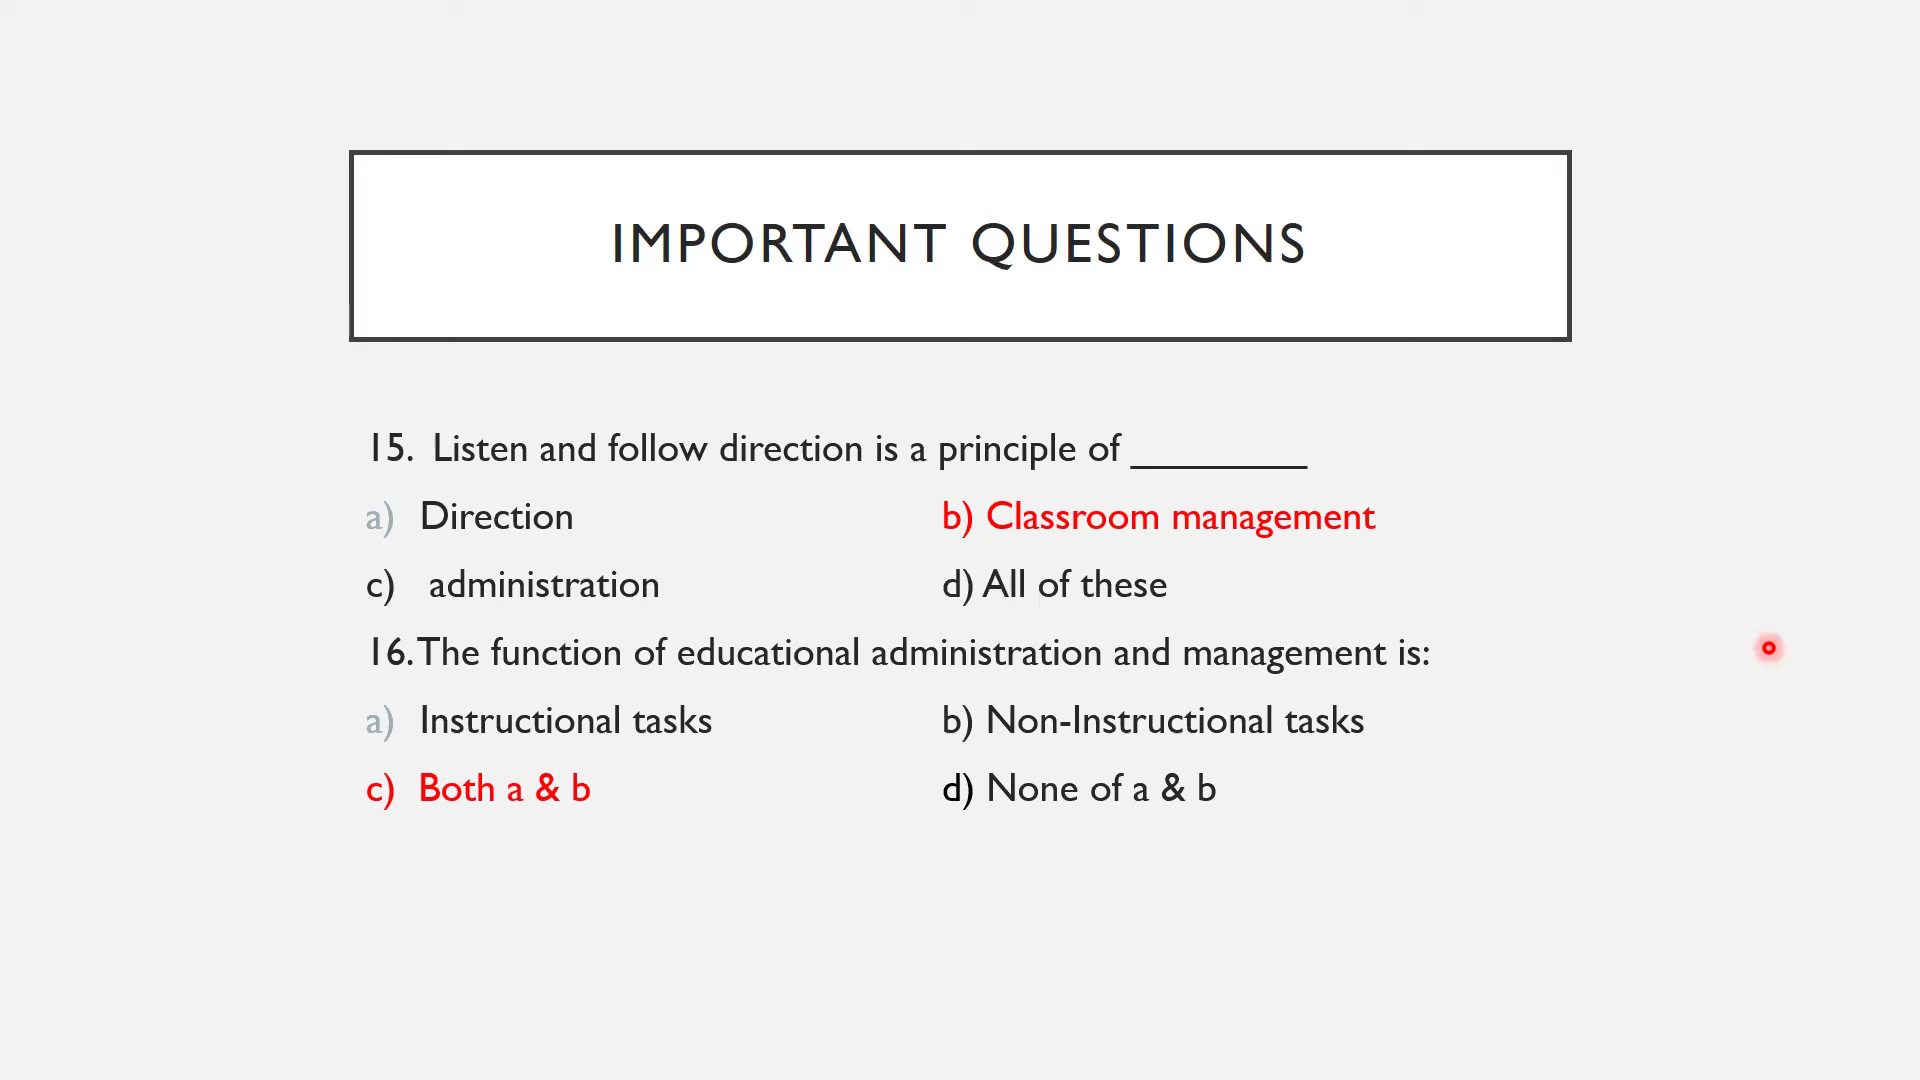 IMPORTANT QUESTIONS
15. Listen and follow direction is a principle of ________
a) Direction b) Classroom management
c) administration d) All of these
16. The function of educational administration and management is:
a) Instructional tasks b) Non-Instructional tasks
c) Both a & b d) None of a & b